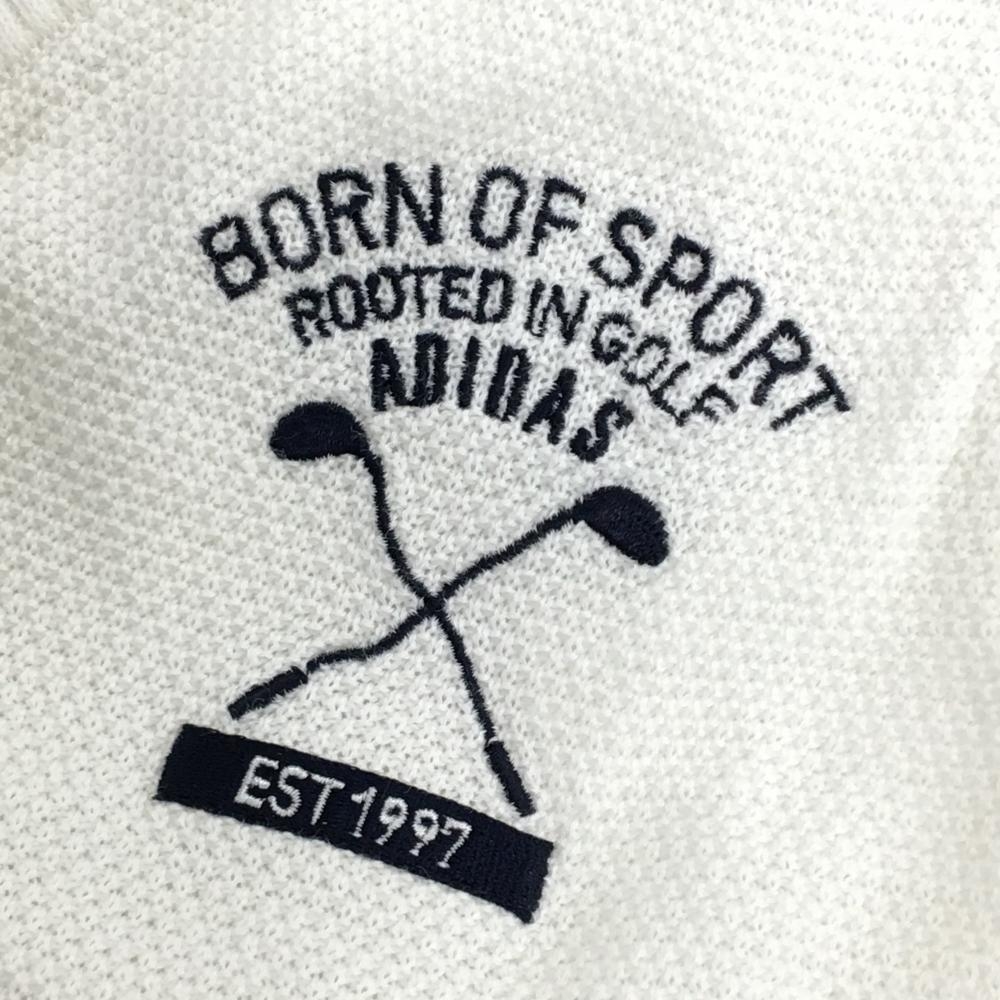 BORN OF SPORT
ROOTED IN GOLF
ADIDAS
EST 1997